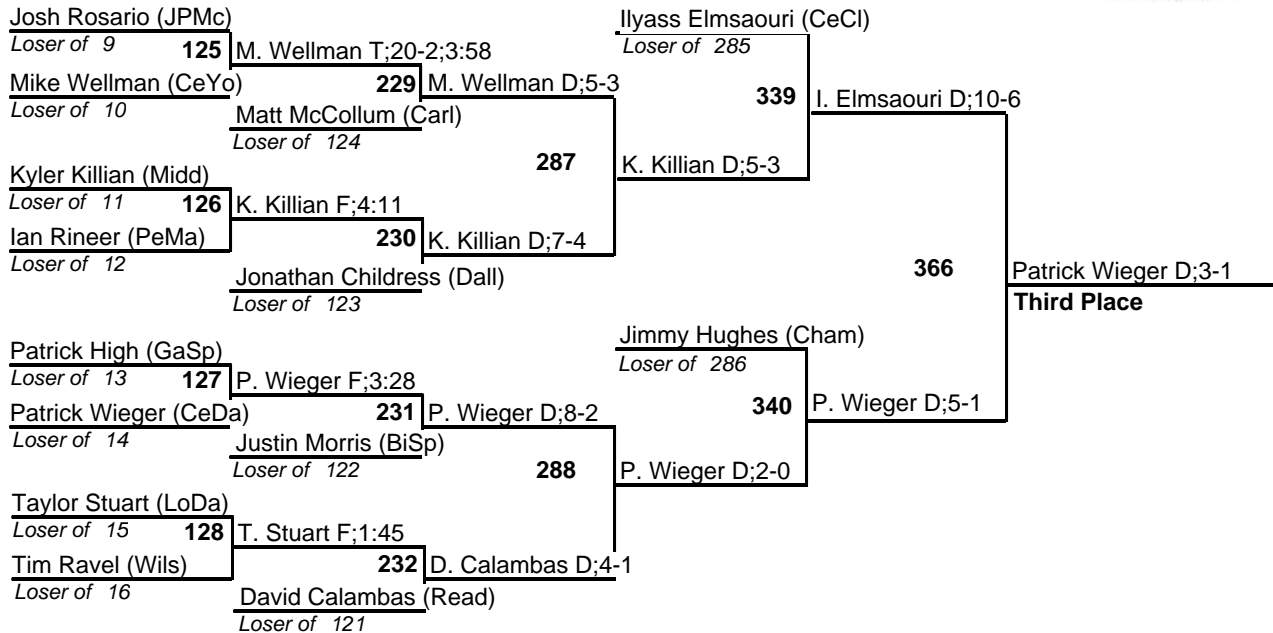 Josh Rosario (JPMc)
Loser of 9
125
M. Wellman T;20-2;3:58
Mike Wellman (CeYo)
Loser of 10
229
M. Wellman D;5-3
Matt McCollum (Carl)
Loser of 124
287
Kyler Killian (Midd)
Loser of 11
126
K. Killian F;4:11
Ian Rineer (PeMa)
Loser of 12
230
K. Killian D;7-4
Jonathan Childress (Dall)
Loser of 123
Ilyass Elmsaouri (CeCl)
Loser of 285
339
I. Elmsaouri D;10-6
K. Killian D;5-3
366
Patrick Wieger D;3-1
Third Place
Patrick High (GaSp)
Loser of 13
127
P. Wieger F;3:28
Patrick Wieger (CeDa)
Loser of 14
231
P. Wieger D;8-2
Justin Morris (BiSp)
Loser of 122
288
Taylor Stuart (LoDa)
Loser of 15
128
T. Stuart F;1:45
Tim Ravel (Wils)
Loser of 16
232
D. Calambas D;4-1
David Calambas (Read)
Loser of 121
Jimmy Hughes (Cham)
Loser of 286
340
P. Wieger D;5-1
P. Wieger D;2-0